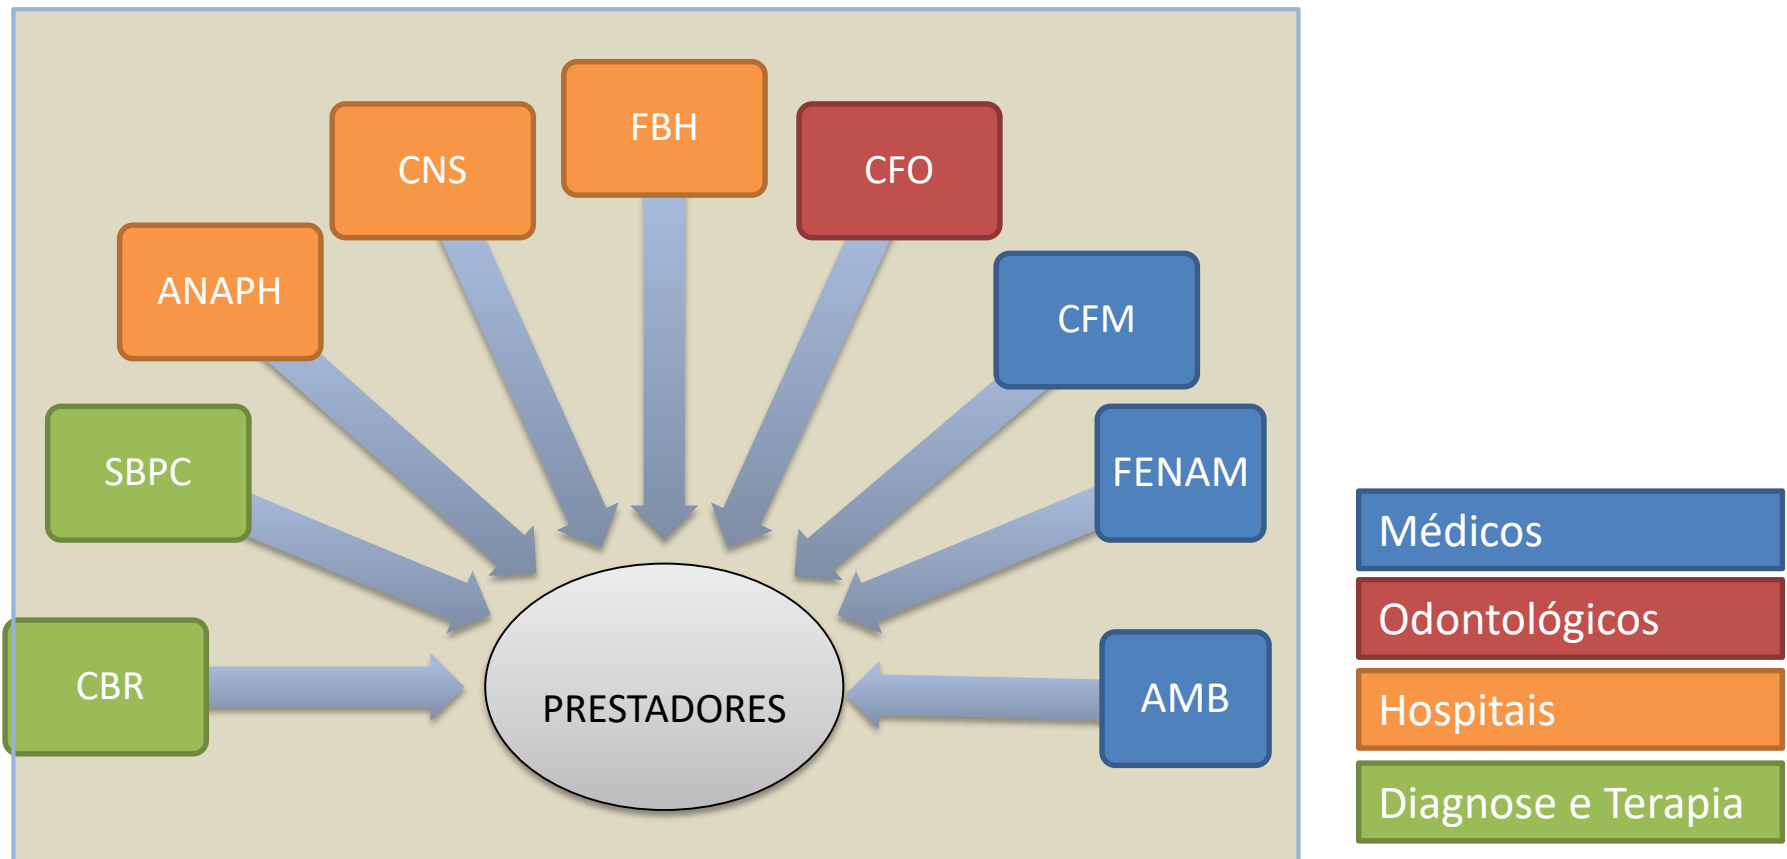 FBH
CNS
CFO
ANAPH
CFM
SBPC
FENAM
CBR
PRESTADORES
AMB
Médicos
Odontológicos
Hospitais
Diagnose e Terapia